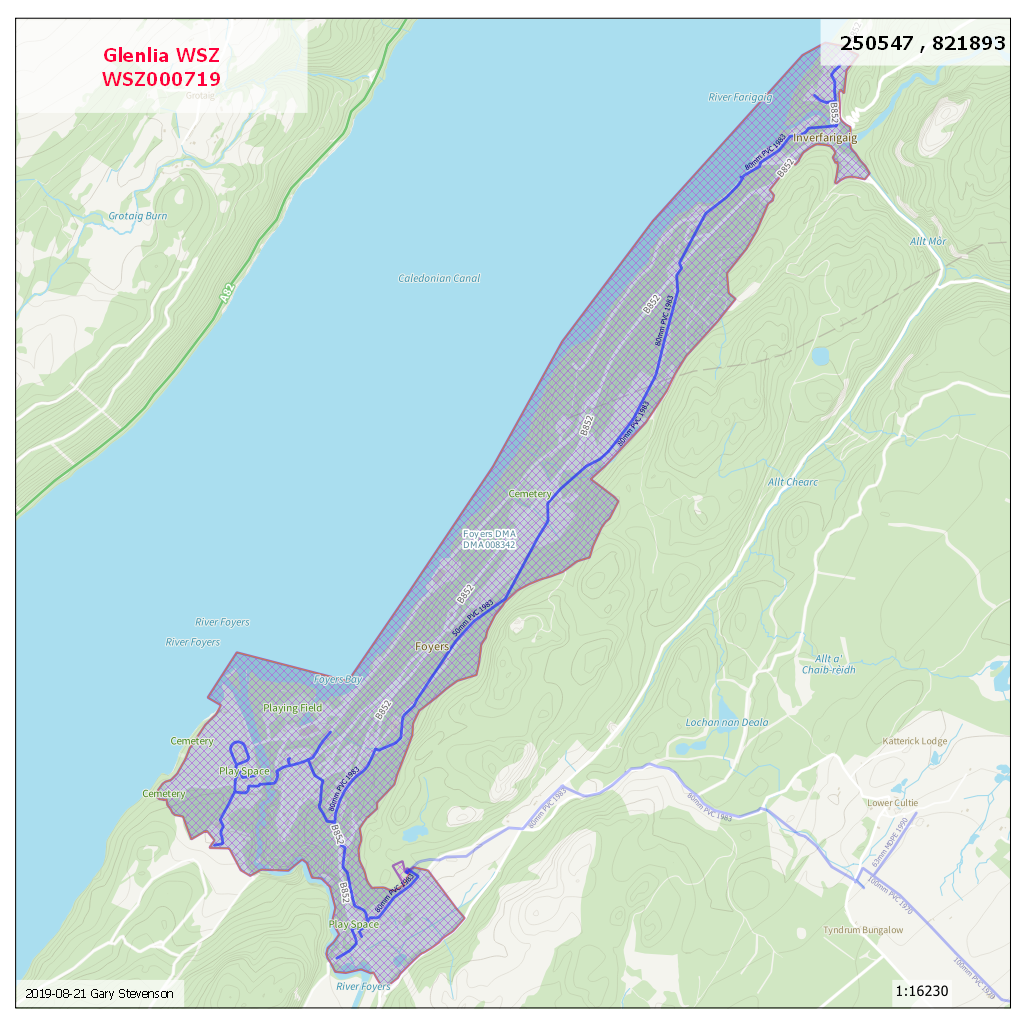 Glenlia WSZ
WSZ000719
250547 , 821893
Grotaig
River Farigaig
B852
Inverfarigaig
80mm PVC 1983
B852
Grotaig Burn
Allt Mòr
Caledonian Canal
A82
B852
80mm PVC 1983
80mm PVC 1983
B852
Allt Chearc
Cemetery
Foyers DMA
DMA008342
B852
50mm PVC 1983
River Foyers
River Foyers
Foyers
Allt a'
Chaib-rèidh
Foyers Bay
Playing Field
B852
Lochan nan Deala
Cemetery
Katterick Lodge
Play Space
80mm PVC 1983
Cemetery
80mm PVC 1983
80mm PVC 1983
Lower Cultie
B852
63mm MDPE 1990
B852
80mm PVC 1983
100mm PVC 1970
Play Space
Tyndrum Bungalow
100mm PVC 1970
River Foyers
2019-08-21 Gary Stevenson
1:16230